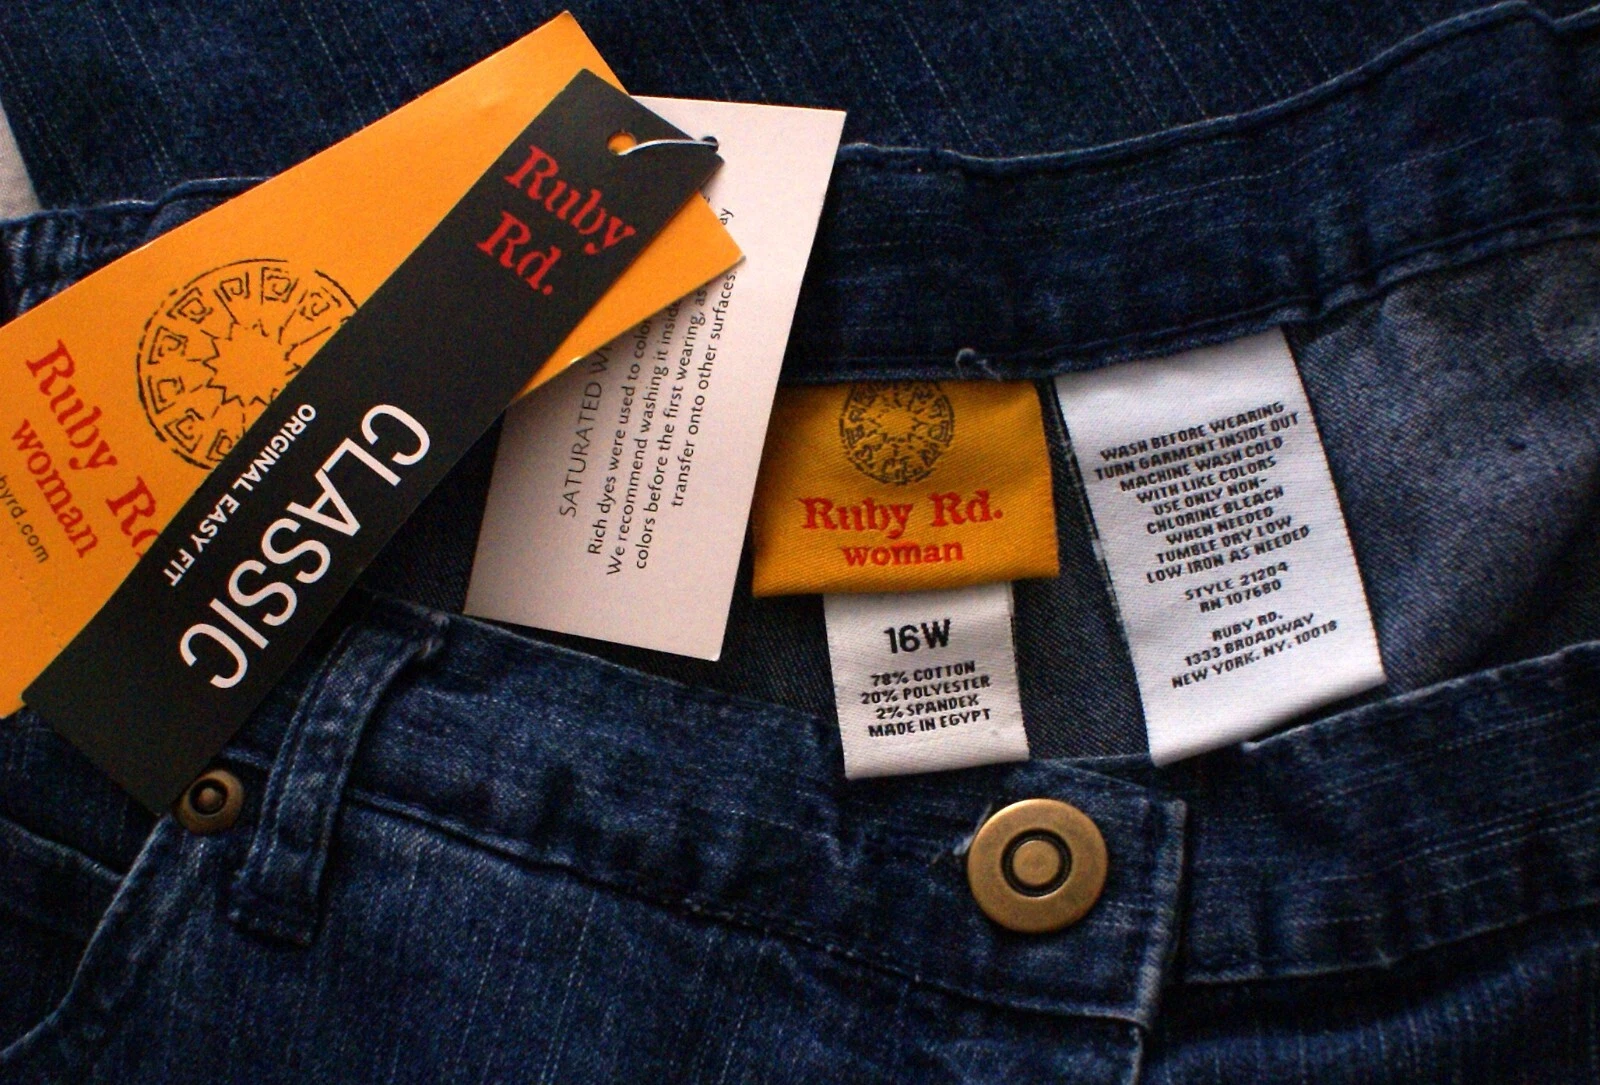 Ruby
Rd.
CLASSIC
ORIGINAL EASY FIT
Ruby Rd
woman
byrd.com
SATURATED
Rich dyes were used to
We recommend washing it
colors before the first wearing,
transfer onto other surfaces.
Ruby Rd.
woman
16W
78% COTTON
20% POLYESTER
2% SPANDEX
MADE IN EGYPT
WASH BEFORE WEARING
TURN GARMENT INSIDE OUT
MACHINE WASH COLD
WITH LIKE COLORS
USE ONLY NON-
CHLORINE BLEACH
WHEN NEEDED
TUMBLE DRY LOW
LOW IRON AS NEEDED
STYLE 21204
RN 107680
RUBY RD.
1333 BROADWAY
NEW YORK. NY. 10018